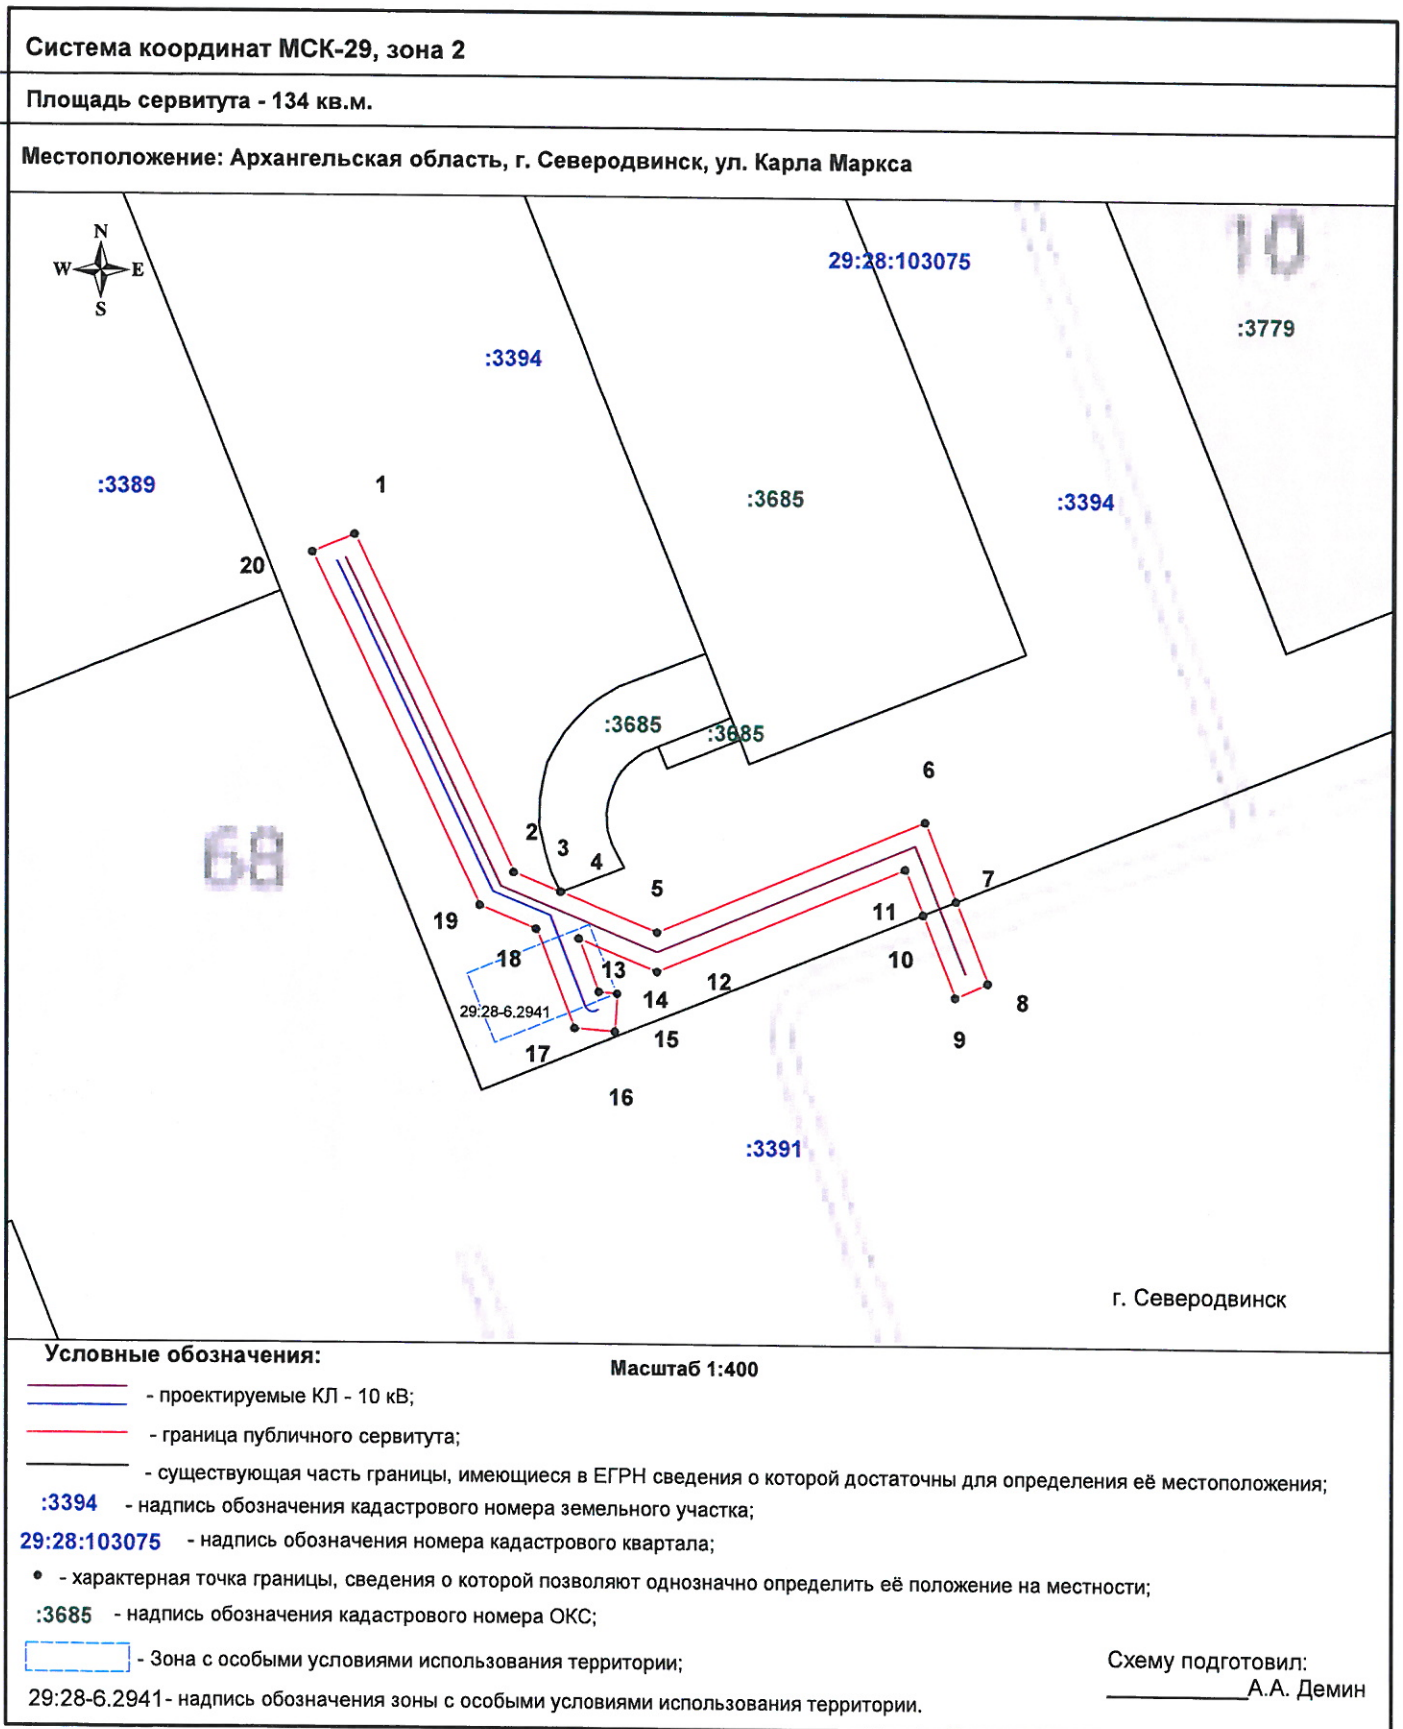 Система координат МСК-29, зона 2
Площадь сервитута - 134 кв.м.
Местоположение: Архангельская область, г. Северодвинск, ул. Карла Маркса
N
W E
S
10
29:28:103075
:3779
:3394
:3389
1
:3685
:3394
20
:3685
:3685
6
2
3
4
68
5
7
19
11
18
13
10
12
14
8
29:28-6.2941
15
9
17
16
:3391
г. Северодвинск
Условные обозначения:
Масштаб 1:400
- проектируемые КЛ - 10 кВ;
- граница публичного сервитута;
- существующая часть границы, имеющиеся в ЕГРН сведения о которой достаточны для определения её местоположения;
:3394 - надпись обозначения кадастрового номера земельного участка;
29:28:103075 - надпись обозначения номера кадастрового квартала;
- характерная точка границы, сведения о которой позволяют однозначно определить её положение на местности;
:3685 - надпись обозначения кадастрового номера ОКС;
- Зона с особыми условиями использования территории;
29:28-6.2941- надпись обозначения зоны с особыми условиями использования территории.
Схему подготовил:
А.А. Демин